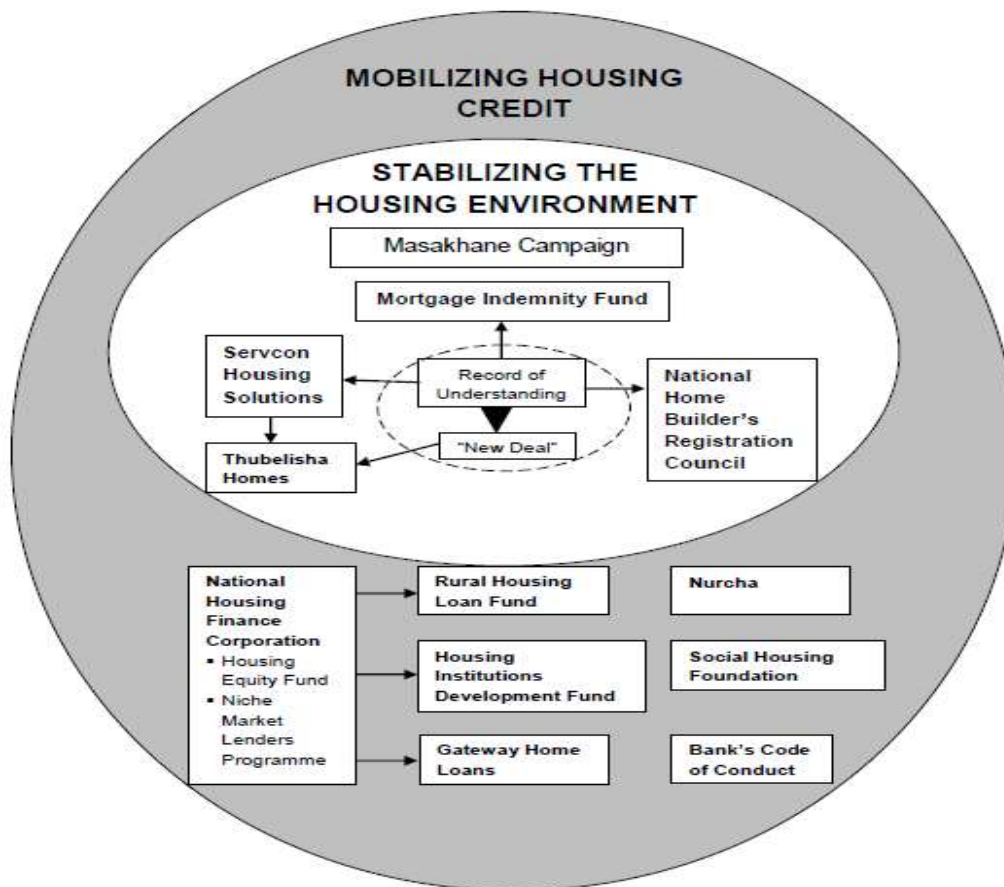 MOBILIZING HOUSING
CREDIT
STABILIZING THE
HOUSING ENVIRONMENT
Masakhane Campaign
Mortgage Indemnity Fund
Servcon
Housing
Solutions
Record of
Understanding
National
Home
Builder's
Registration
Council
"New Deal"
Thubelisha
Homes
National
Housing
Finance
Corporation
▪ Housing
Equity Fund
▪ Niche
Market
Lenders
Programme
Rural Housing
Loan Fund
Nurcha
Housing
Institutions
Development Fund
Social Housing
Foundation
Gateway Home
Loans
Bank's Code
of Conduct